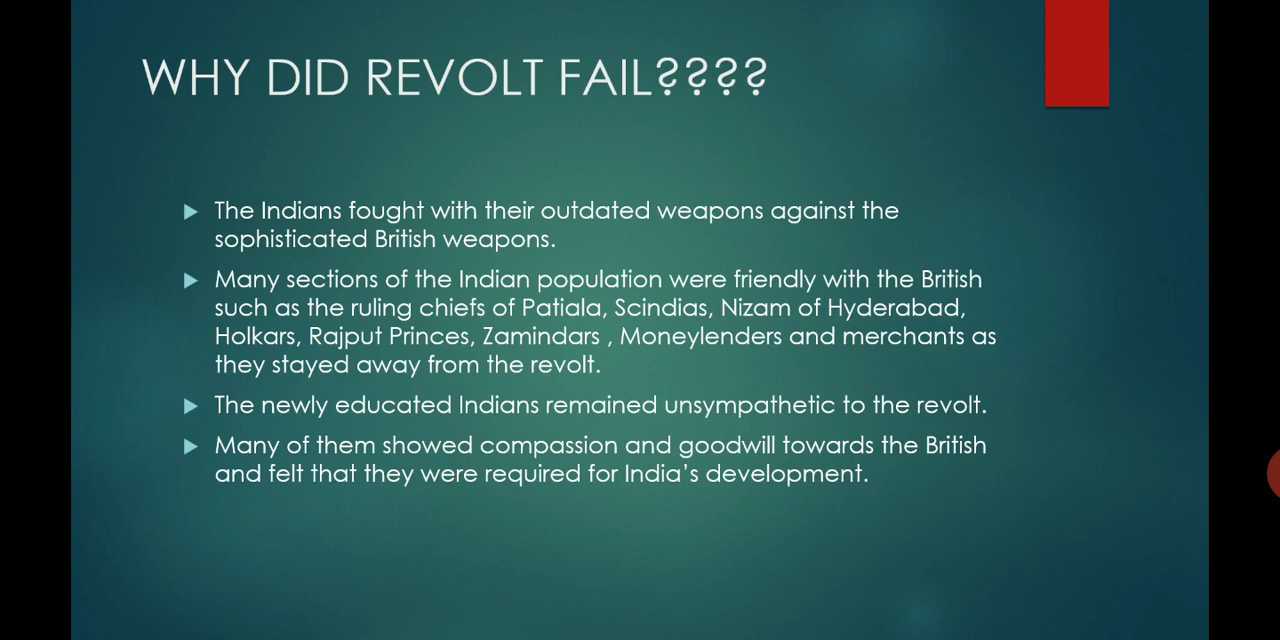 WHY DID REVOLT FAIL????
The Indians fought with their outdated weapons against the
sophisticated British weapons.
Many sections of the Indian population were friendly with the British
such as the ruling chiefs of Patiala, Scindias, Nizam of Hyderabad,
Holkars, Rajput Princes, Zamindars , Moneylenders and merchants as
they stayed away from the revolt.
The newly educated Indians remained unsympathetic to the revolt.
Many of them showed compassion and goodwill towards the British
and felt that they were required for India's development.